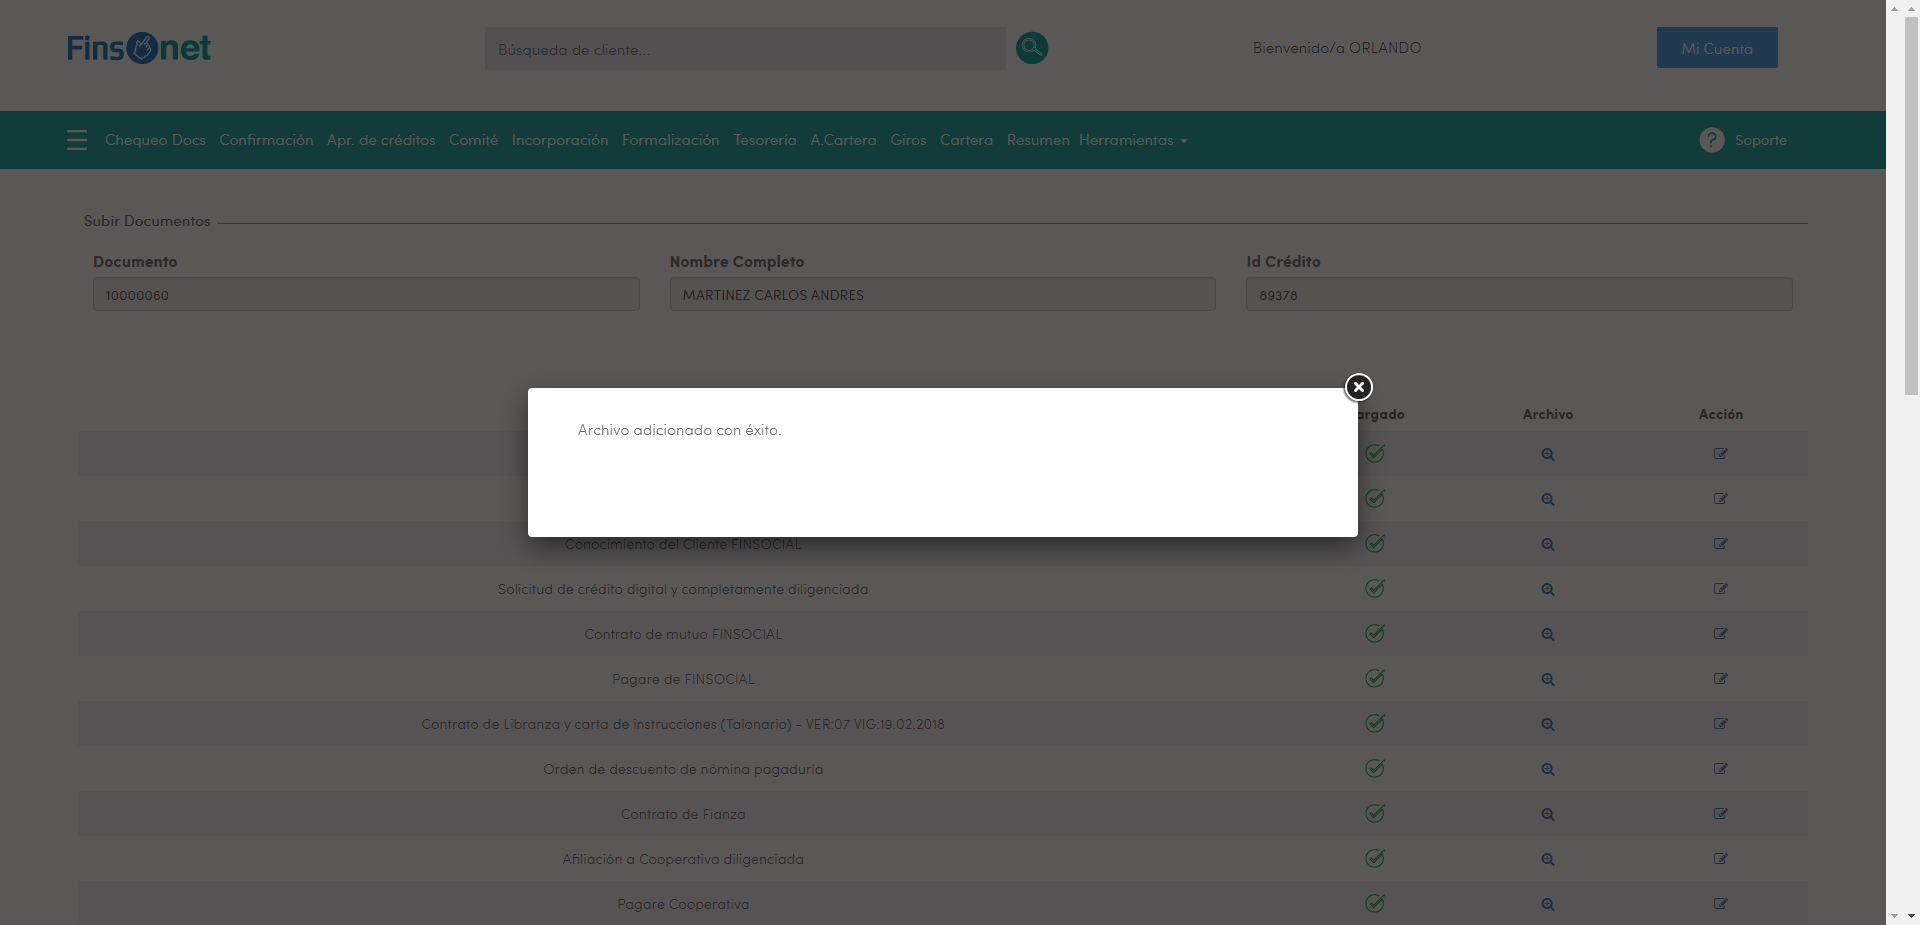 Finsonet
Búsqueda de cliente...
Bienvenido/a ORLANDO
Mi Cuenta
Chequeo Docs Confirmación Apr. de créditos Comité Incorporación Formalización Tesorería A.Cartera Giros Cartera Resumen Herramientas
? Soporte
Subir Documentos
Documento Nombre Completo Id Crédito
10000060 MARTINEZ CARLOS ANDRES 89378
argado Archivo Acción
Archivo adicionado con éxito.
Conocimiento del Cliente FINSOCIAL
Solicitud de crédito digital y completamente diligenciada
Contrato de mutuo FINSOCIAL
Pagare de FINSOCIAL
Contrato de Libranza y carta de instrucciones (Talonario) - VER:07 VIG:19.02.2018
Orden de descuento de nómina pagaduría
Contrato de Fianza
Afiliación a Cooperativa diligenciada
Pagare Cooperativa